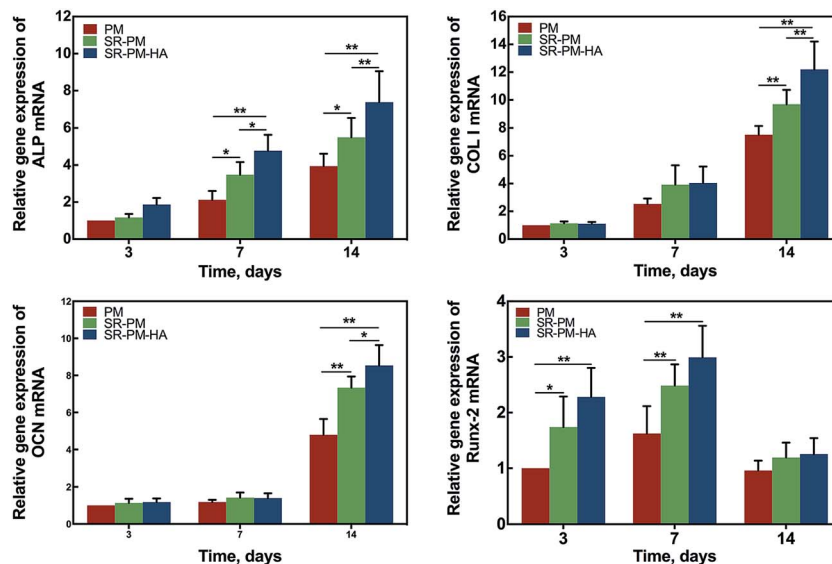 Relative gene expression of
ALP mRNA
12
10
8
6
4
2
0
PM
SR-PM
SR-PM-HA
**
*
*
**
**
*
3
7
14
Time, days
Relative gene expression of
COL I mRNA
16
14
12
10
8
6
4
2
0
PM
SR-PM
SR-PM-HA
**
**
**
3
7
14
Time, days
Relative gene expression of
OCN mRNA
12
10
8
6
4
2
0
PM
SR-PM
SR-PM-HA
**
*
**
3
7
14
Time, days
Relative gene expression of
Runx-2 mRNA
4
3
2
1
0
PM
SR-PM
SR-PM-HA
**
*
**
**
3
7
14
Time, days